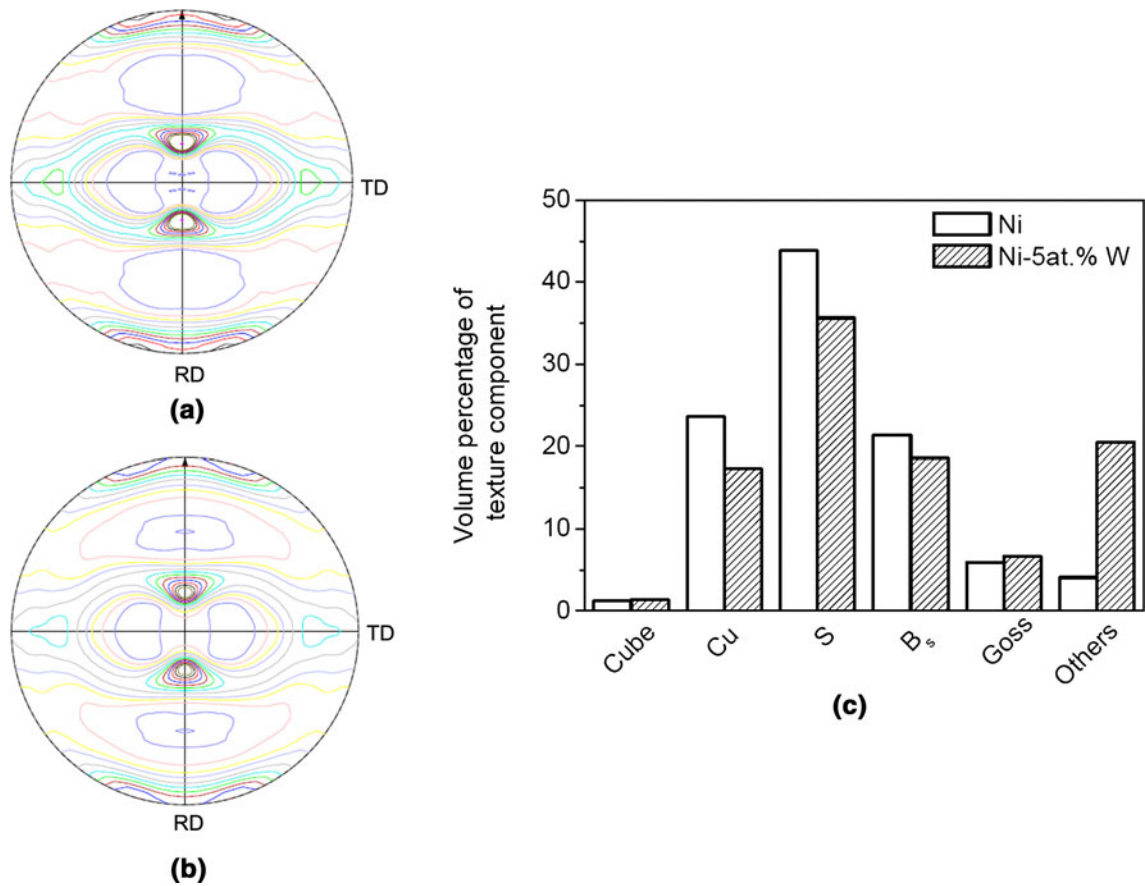 TD
RD
(a)
TD
RD
(b)
Volume percentage of
texture component
50
40
30
20
10
0
Ni
Ni-5at.% W
Cube
Cu
S
Bs
Goss
Others
(c)